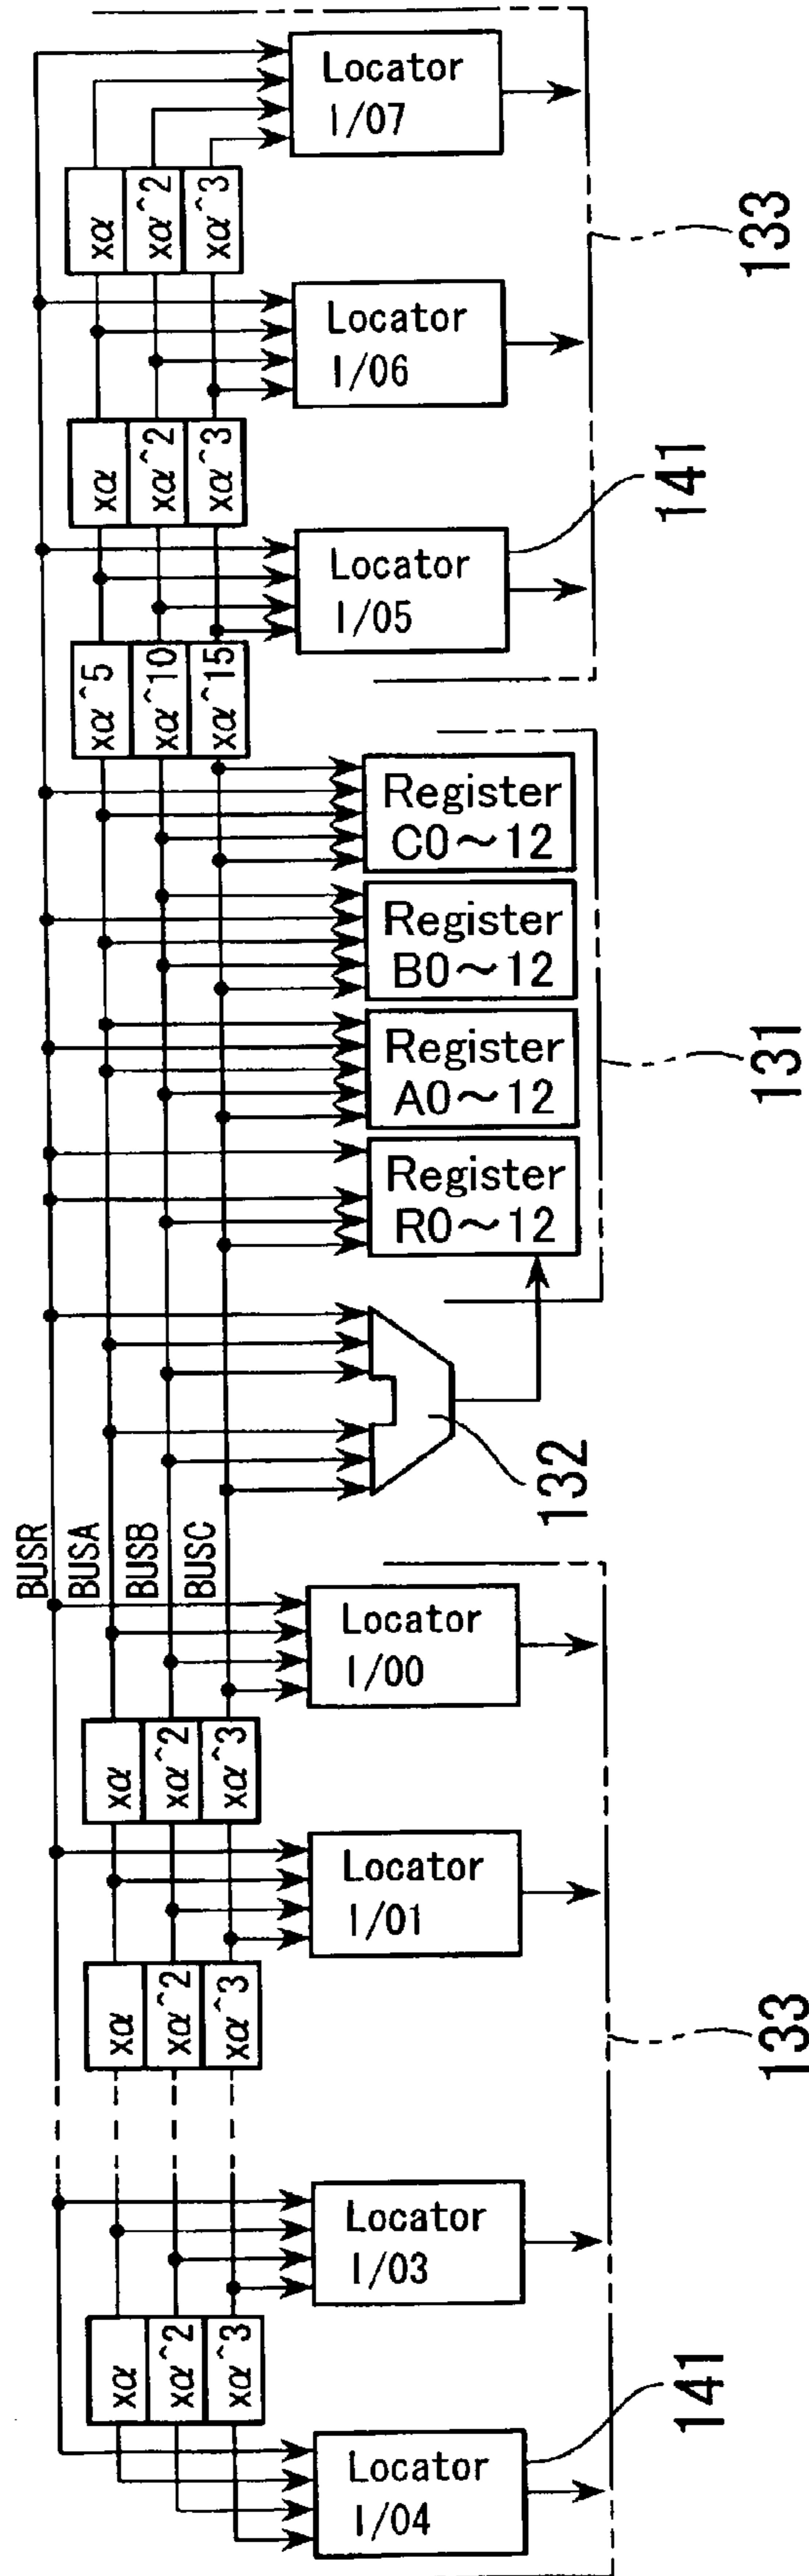 Locator
I/07
xα
xα^2
xα^3
Locator
I/06
xα
xα^2
xα^3
Locator
I/05
141
133
xα^5
xα^10
xα^15
Register
C0～12
Register
B0～12
Register
A0～12
Register
R0～12
131
132
BUSR
BUSA
BUSB
BUSC
Locator
I/00
xα
xα^2
xα^3
Locator
I/01
xα
xα^2
xα^3
133
Locator
I/03
xα
xα^2
xα^3
Locator
I/04
141